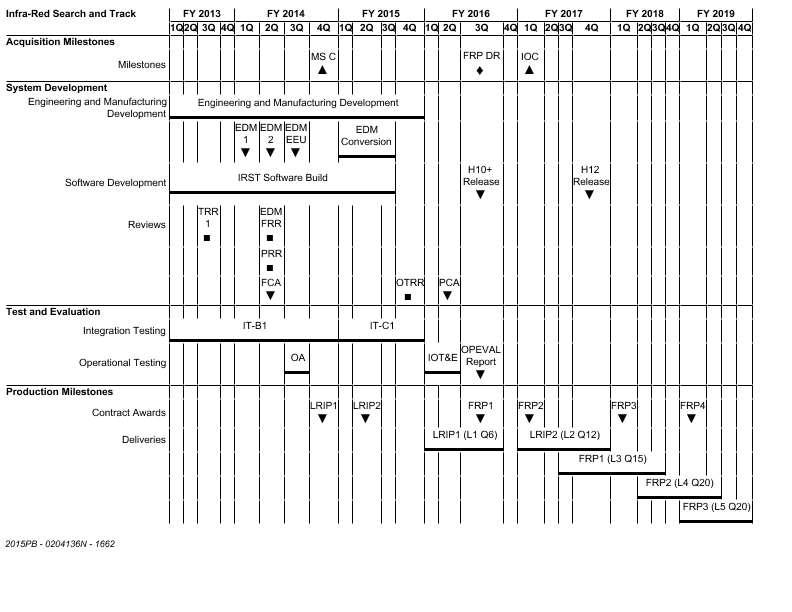 Infra-Red Search and Track FY 2013 FY 2014 FY 2015 FY 2016 FY 2017 FY 2018 FY 2019
1Q 2Q 3Q 4Q 1Q 2Q 3Q 4Q 1Q 2Q 3Q 4Q 1Q 2Q 3Q 4Q 1Q 2Q 3Q 4Q 1Q 2Q 3Q 4Q 1Q 2Q 3Q 4Q
Acquisition Milestones
Milestones MS C FRP DR IOC
System Development
Engineering and Manufacturing
Development
Engineering and Manufacturing Development
EDM
1
EDM
2
EDM
EEU
EDM
Conversion
Software Development IRST Software Build
H10+
Release
H12
Release
Reviews
TRR
1
EDM
FRR
PRR
FCA OTRR PCA
Test and Evaluation
Integration Testing IT-B1 IT-C1
Operational Testing OA IOT&E
OPEVAL
Report
Production Milestones
Contract Awards LRIP1 LRIP2 FRP1 FRP2 FRP3 FRP4
Deliveries LRIP1 (L1 Q6) LRIP2 (L2 Q12)
FRP1 (L3 Q15)
FRP2 (L4 Q20)
FRP3 (L5 Q20)
2015PB - 0204136N - 1662